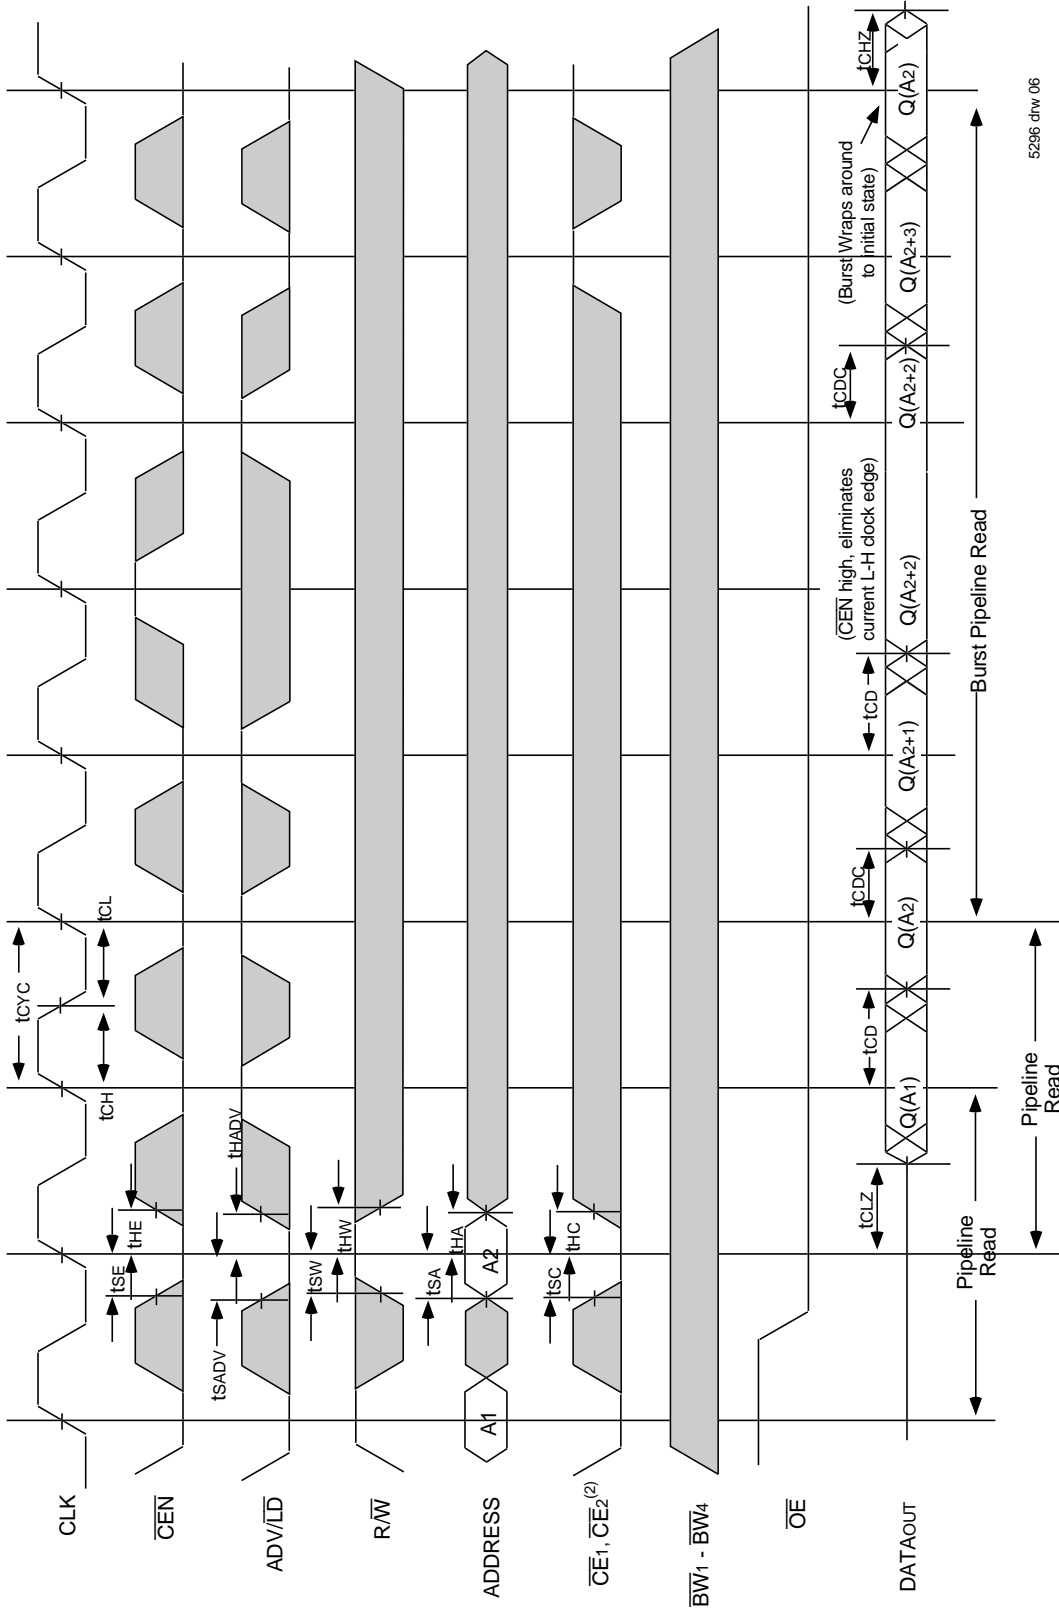 tCYC
tCH
tCL
CLK
tSE
tHE
CEN
tSADV
tHADV
ADV/LD
tSW
tHW
R/W
tSA
tHA
A1
A2
ADDRESS
tSC
tHC
CE1, CE2(2)
BW1 - BW4
OE
(CEN high, eliminates
current L-H clock edge)
(Burst Wraps around
to initial state)
tCLZ
tCD
tCDC
tCD
tCDC
tCHZ
DATAOUT
Q(A1)
Q(A2)
Q(A2+1)
Q(A2+2)
Q(A2+2)
Q(A2+3)
Q(A2)
Pipeline
Read
Burst Pipeline Read
Pipeline
Read
5296 drw 06